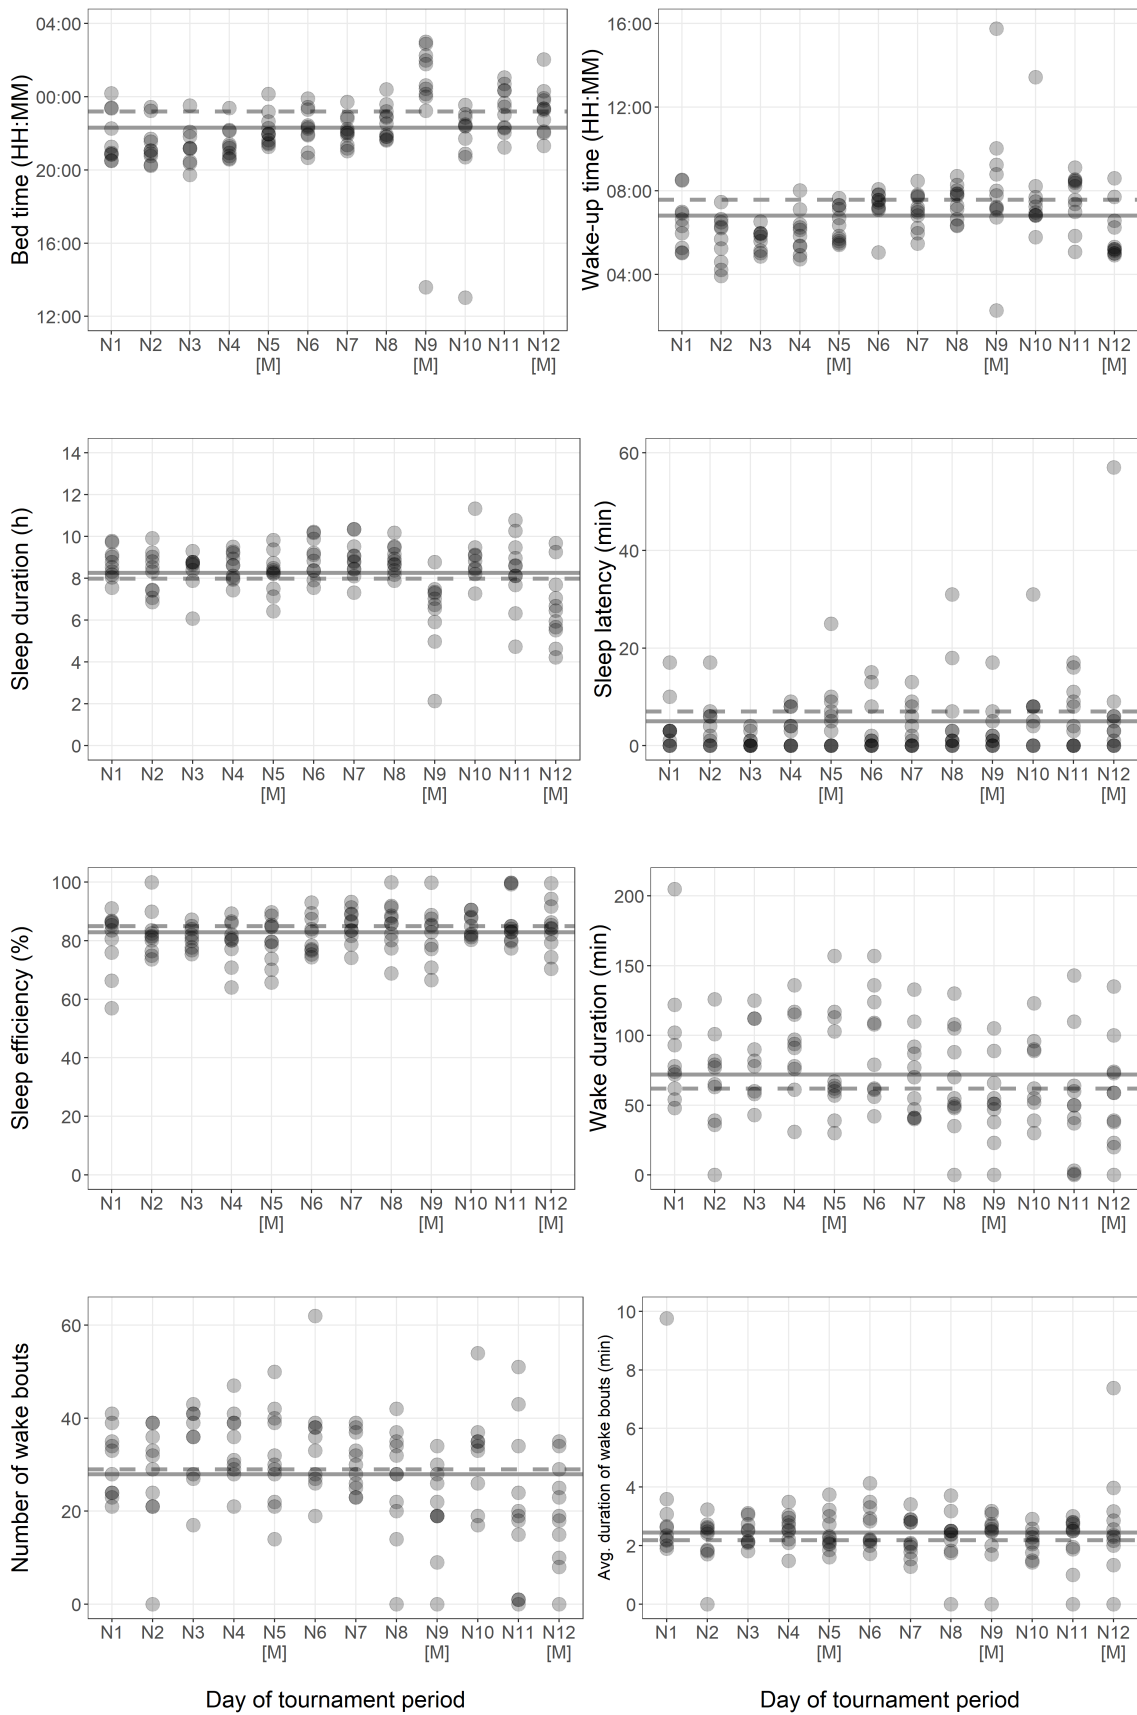 Bed time (HH:MM)
04:00
00:00
20:00
16:00
12:00
N1 N2 N3 N4 N5 N6 N7 N8 N9 N10 N11 N12
[M] [M] [M]
Wake-up time (HH:MM)
16:00
12:00
08:00
04:00
N1 N2 N3 N4 N5 N6 N7 N8 N9 N10 N11 N12
[M] [M] [M]
Sleep duration (h)
14
12
10
8
6
4
2
0
N1 N2 N3 N4 N5 N6 N7 N8 N9 N10 N11 N12
[M] [M] [M]
Sleep latency (min)
60
40
20
0
N1 N2 N3 N4 N5 N6 N7 N8 N9 N10 N11 N12
[M] [M] [M]
Sleep efficiency (%)
100
80
60
40
20
0
N1 N2 N3 N4 N5 N6 N7 N8 N9 N10 N11 N12
[M] [M] [M]
Wake duration (min)
200
150
100
50
0
N1 N2 N3 N4 N5 N6 N7 N8 N9 N10 N11 N12
[M] [M] [M]
Number of wake bouts
60
40
20
0
N1 N2 N3 N4 N5 N6 N7 N8 N9 N10 N11 N12
[M] [M] [M]
Day of tournament period
Avg. duration of wake bouts (min)
10
8
6
4
2
0
N1 N2 N3 N4 N5 N6 N7 N8 N9 N10 N11 N12
[M] [M] [M]
Day of tournament period